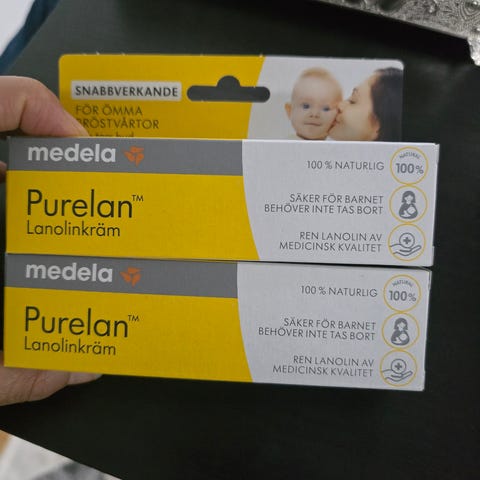 SNABBVERKANDE
FÖR ÖMMA
BRÖSTVÅRTOR
hud
medela
Purelan™
Lanolinkräm
100 % NATURLIG
NATURAL
100%
SÄKER FÖR BARNET
BEHÖVER INTE TAS BORT
REN LANOLIN AV
MEDICINSK KVALITET
medela
Purelan™
Lanolinkräm
100 % NATURLIG
NATURAL
100%
SÄKER FÖR BARNET
BEHÖVER INTE TAS BORT
REN LANOLIN AV
MEDICINSK KVALITET